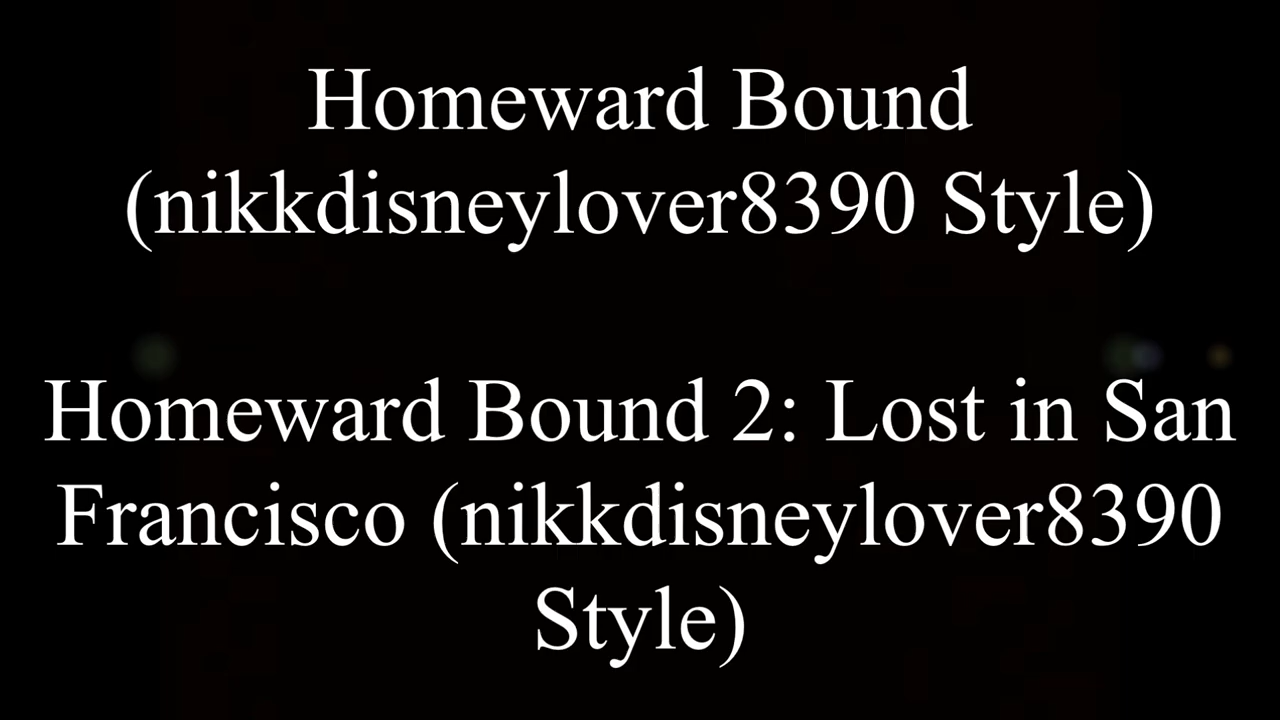 Homeward Bound
(nikkdisneylover8390 Style)
Homeward Bound 2: Lost in San
Francisco (nikkdisneylover8390
Style)